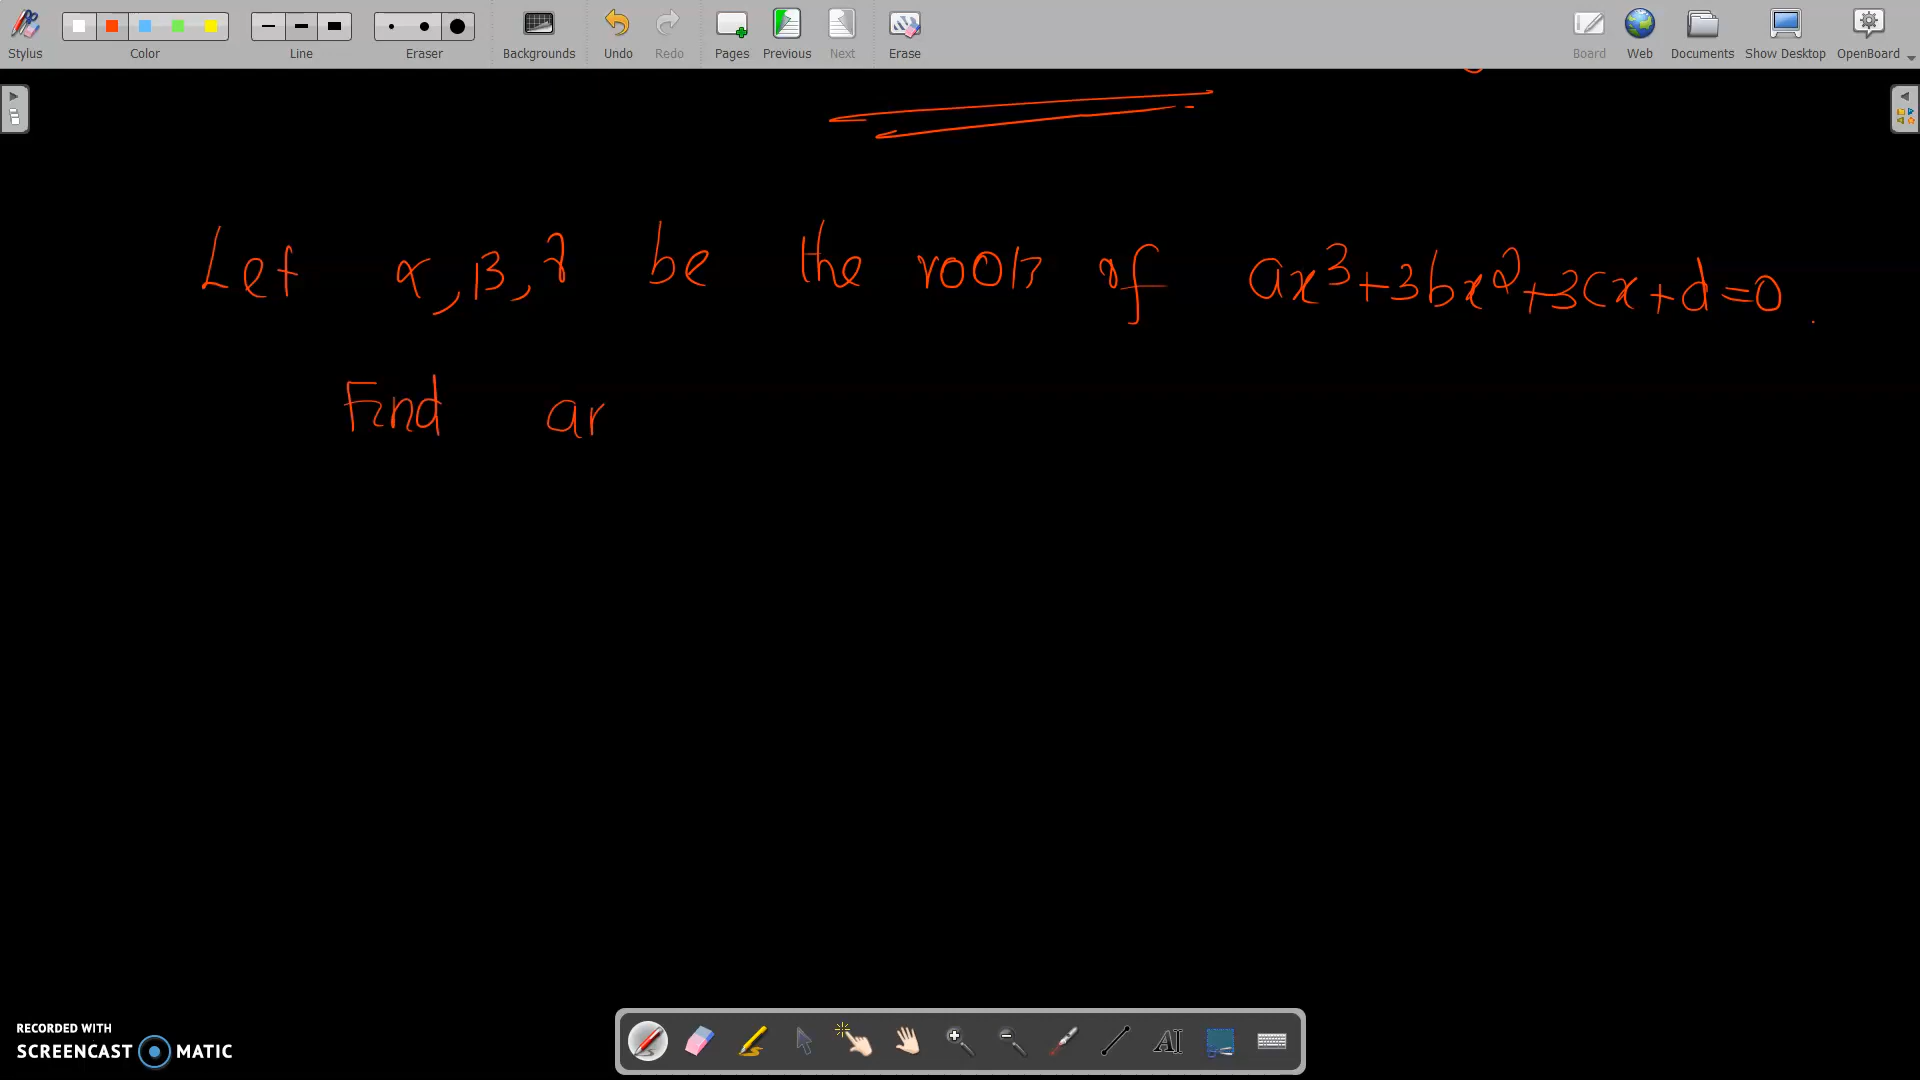 Stylus Color Line Eraser Backgrounds Undo Redo Pages Previous Next Erase Board Web Documents Show Desktop OpenBoard
Let α, β, γ be the roots of ax³+3bx²+3cx+d=0.
Find an
RECORDED WITH
SCREENCAST MATIC